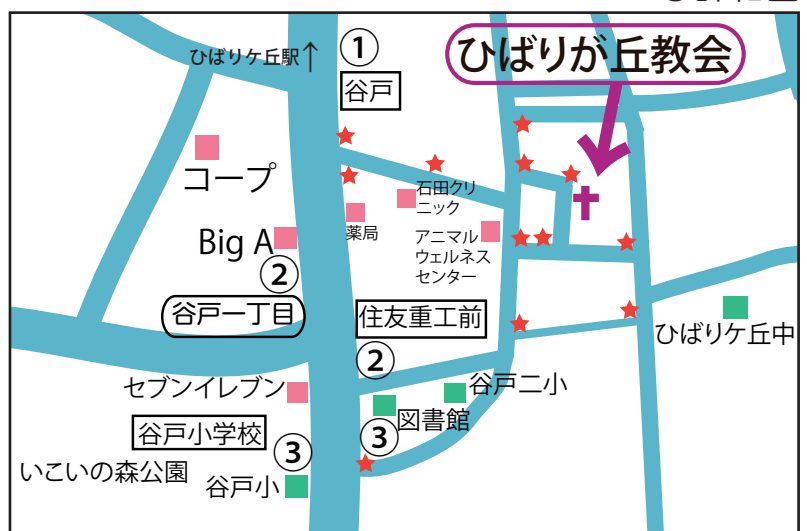 ひばりケ丘駅↑
①
谷戸
ひばりが丘教会
コープ
石田クリ
ニック
薬局
アニマル
ウェルネス
センター
Big A
②
谷戸一丁目
住友重工前
②
ひばりケ丘中
セブンイレブン
谷戸二小
図書館
谷戸小学校
③
③
いこいの森公園
谷戸小